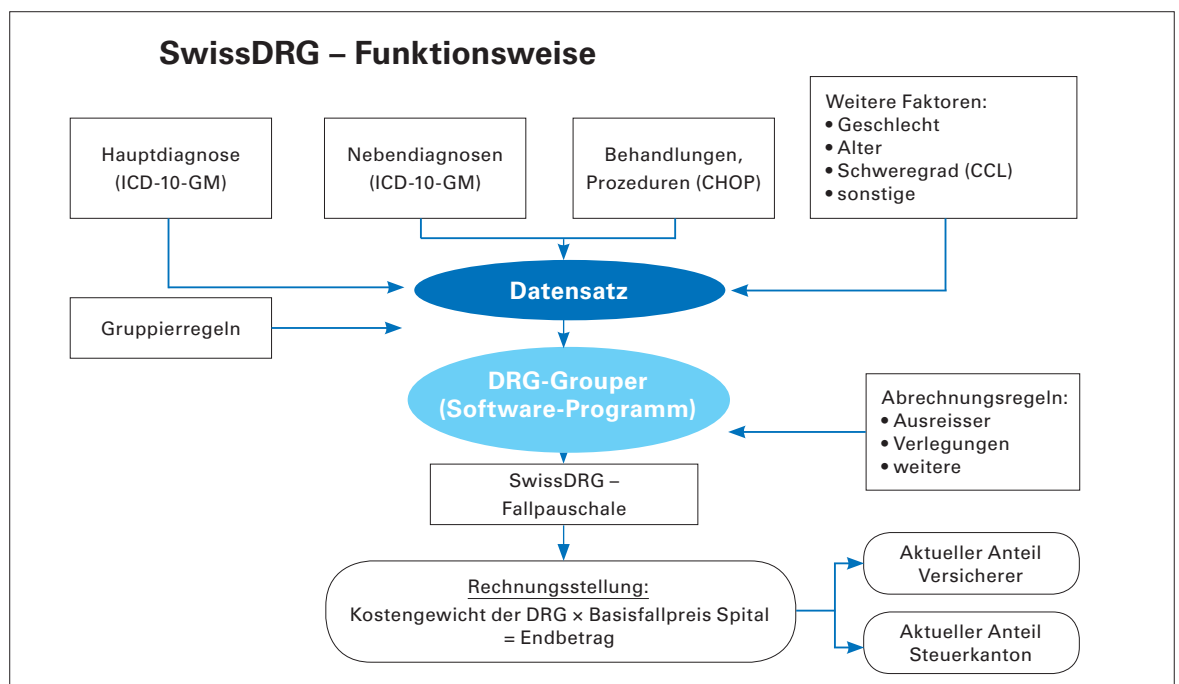 SwissDRG – Funktionsweise
Hauptdiagnose
(ICD-10-GM)
Nebendiagnosen
(ICD-10-GM)
Behandlungen,
Prozeduren (CHOP)
Weitere Faktoren:
• Geschlecht
• Alter
• Schweregrad (CCL)
• sonstige
Datensatz
Gruppierregeln
DRG-Grouper
(Software-Programm)
Abrechnungsregeln:
• Ausreisser
• Verlegungen
• weitere
SwissDRG –
Fallpauschale
Rechnungsstellung:
Kostengewicht der DRG × Basisfallpreis Spital
= Endbetrag
Aktueller Anteil
Versicherer
Aktueller Anteil
Steuerkanton